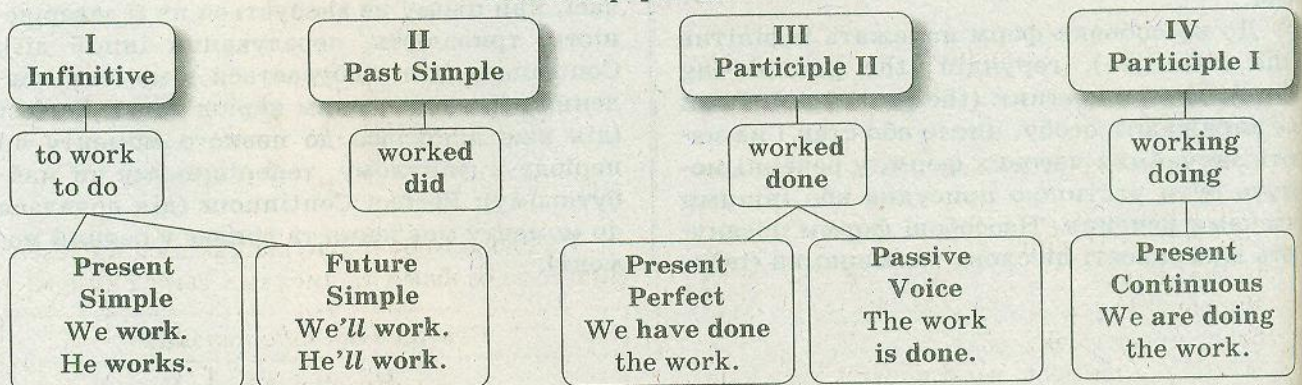 I
Infinitive
II
Past Simple
III
Participle II
IV
Participle I
to work
to do
worked
did
worked
done
working
doing
Present
Simple
We work.
He works.
Future
Simple
We'll work.
He'll work.
Present
Perfect
We have done
the work.
Passive
Voice
The work
is done.
Present
Continuous
We are doing
the work.